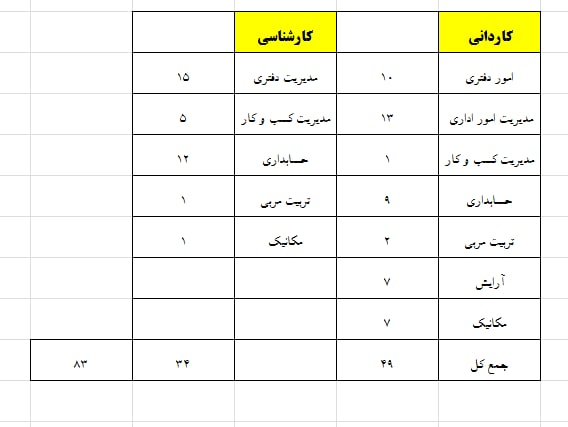 کاردانی کارشناسی
امور دفتری ۱۰ مدیریت دفتری ۱۵
مدیریت امور اداری ۱۳ مدیریت کسب و کار ۵
مدیریت کسب و کار ۱ حسابداری ۱۲
حسابداری ۹ تربیت مربی ۱
تربیت مربی ۲ مکانیک ۱
آرایش ۷
مکانیک ۷
جمع کل ۴۹ ۳۴ ۸۳